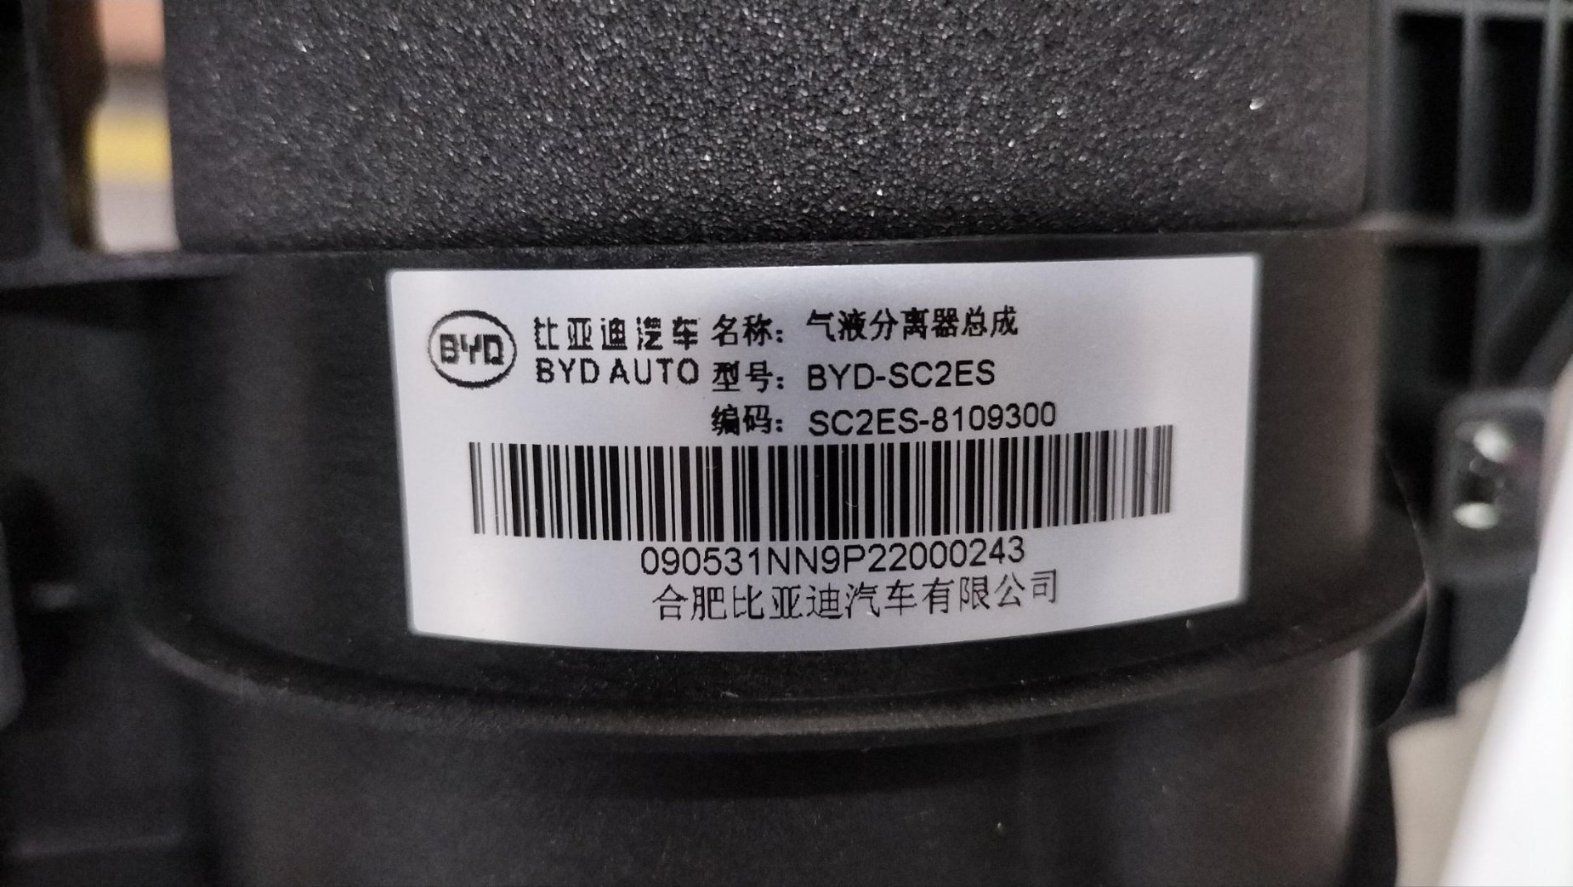 BYD 比亚迪汽车 名称：气液分离器总成
BYD AUTO 型号：BYD-SC2ES
编码：SC2ES-8109300
090531NN9P22000243
合肥比亚迪汽车有限公司